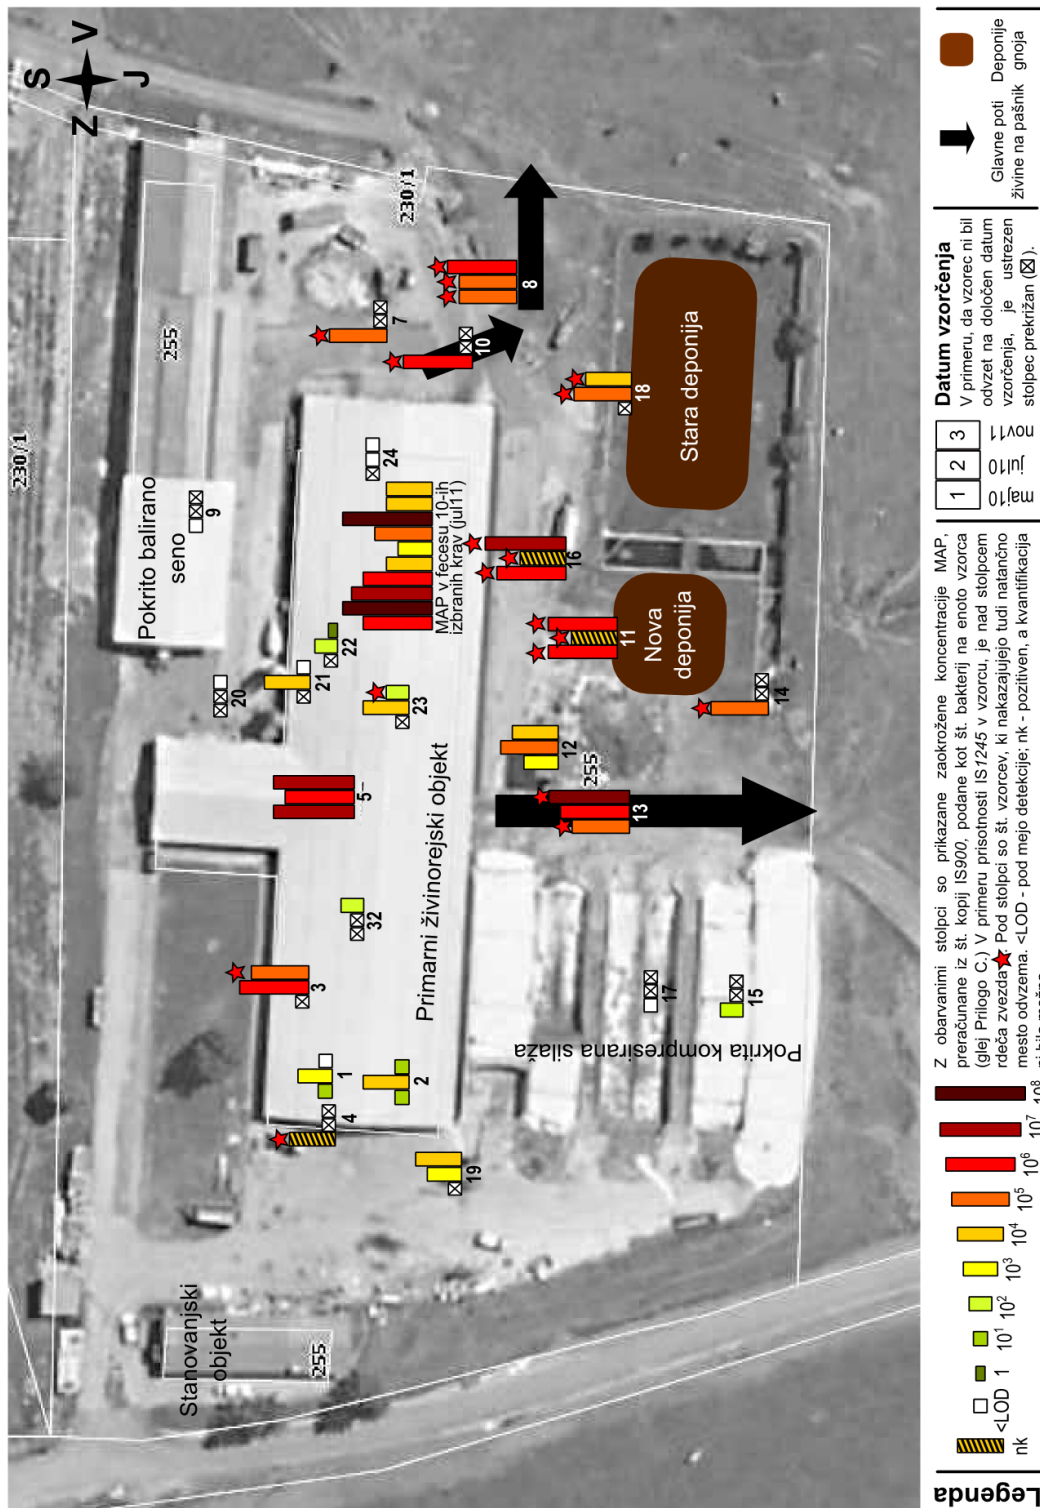 S
V
Z
J
230/1
230/1
255
Pokrito balirano
seno
9
20
21
22
24
7
10
8
MAP v fecesu 10-ih
izbranih krav (jul11)
23
5
32
3
1
2
4
19
Primarni živinorejski objekt
16
11
18
14
12
255
13
17
15
Stara deponija
Nova
deponija
Pokrita kompresirana silaža
Stanovanjski
objekt
255
Legenda
nk
<LOD
1
10¹
10²
10³
10⁴
10⁵
10⁶
10⁷
10⁸
Z obarvanimi stolpci so prikazane zaokrožene koncentracije MAP,
preračunane iz št. kopij IS900, podane kot št. bakterij na enoto vzorca
(glej Prilogo C.) V primeru prisotnosti IS1245 v vzorcu, je nad stolpcem
rdeča zvezda. Pod stolpci so št. vzorcev, ki nakazujejo tudi natančno
mesto odvzema. <LOD - pod mejo detekcije; nk - pozitiven, a kvantifikacija
ni bila možna.
1 2 3
maj10
jul10
nov11
Datum vzorčenja
V primeru, da vzorec ni bil
odvzet na določen datum
vzorčenja, je ustrezen
stolpec prekrižan (☒).
Glavne poti
živine na pašnik
Deponije
gnoja